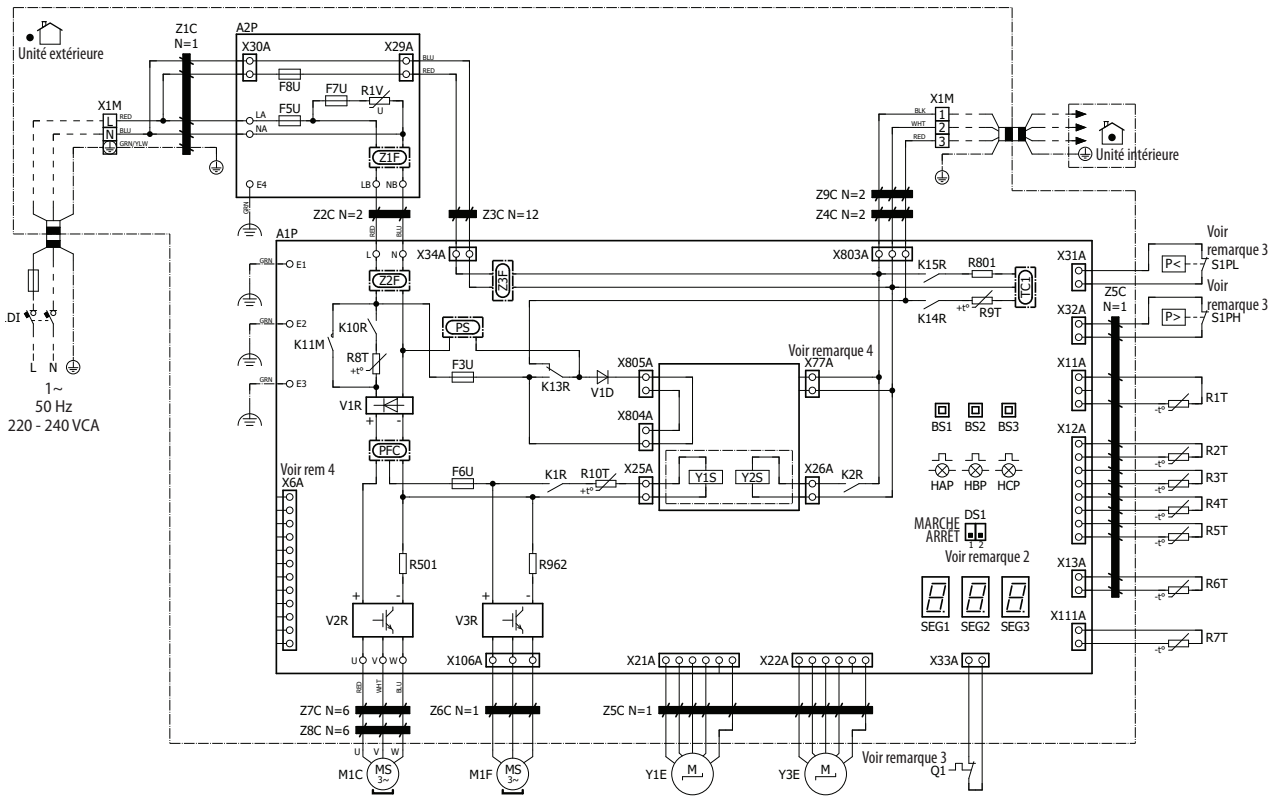 Unité extérieure
Z1C
N=1
A2P
X30A
X29A
BLU
RED
F8U
F7U
R1V
U
F5U
LA
NA
X1M
L
N
RED
BLU
GRN/YLW
Z1F
E4
LB
NB
GRN
Z2C N=2
Z3C N=12
RED
BLU
X1M
BLK
1
WHT
2
RED
3
Unité intérieure
Z9C N=2
Z4C N=2
A1P
L
N
X34A
X803A
GRN
E1
Z2F
Z3F
K15R
R801
TC1
K14R
+t°
R9T
X31A
P<
Voir
remarque 3
S1PL
Voir
remarque 3
S1PH
Z5C
N=1
X32A
P>
.DI
L
N
1~
50 Hz
220 - 240 VCA
GRN
E2
K10R
K11M
R8T
+t°
PS
F3U
K13R
V1D
X805A
Voir remarque 4
X77A
X11A
-t°
R1T
GRN
E3
V1R
+
-
X804A
BS1
BS2
BS3
X12A
-t°
R2T
-t°
R3T
-t°
R4T
-t°
R5T
PFC
Voir rem 4
X6A
F6U
K1R
R10T
+t°
X25A
Y1S
Y2S
X26A
K2R
HAP
HBP
HCP
MARCHE
ARRÊT
DS1
1 2
Voir remarque 2
R501
R962
X13A
-t°
R6T
SEG1
SEG2
SEG3
X111A
-t°
R7T
+
-
V2R
+
-
V3R
U
V
W
X106A
X21A
X22A
X33A
RED
WHT
BLU
Z7C N=6
Z8C N=6
Z6C N=1
Z5C N=1
U
V
W
M1C
MS
3~
M1F
MS
3~
Y1E
M
Y3E
M
Voir remarque 3
Q1